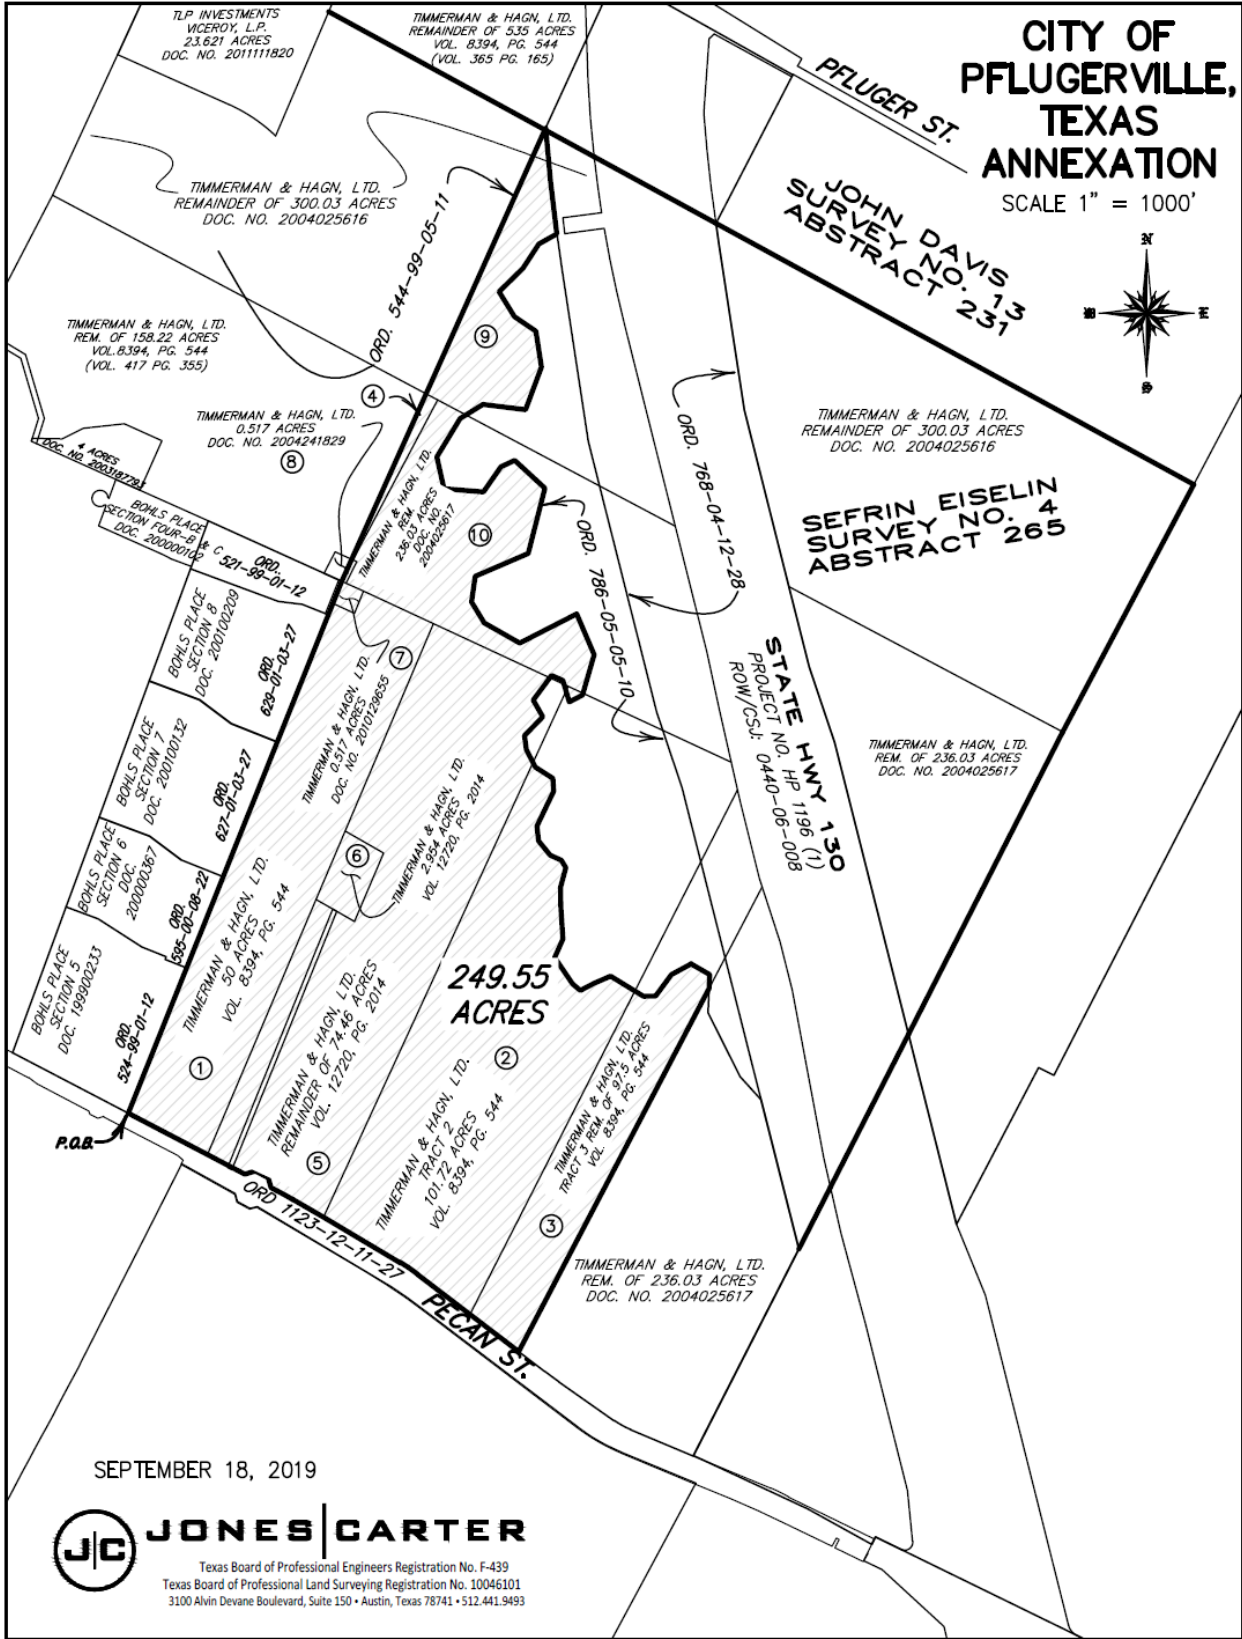 TLP INVESTMENTS
VICEROY, L.P.
23.621 ACRES
DOC. NO. 2011111820
TIMMERMAN & HAGN, LTD.
REMAINDER OF 535 ACRES
VOL. 8394, PG. 544
(VOL. 365 PG. 165)
CITY OF
PFLUGERVILLE,
TEXAS
ANNEXATION
SCALE 1" = 1000'
N
E
S
PFLUGER ST.
JOHN DAVIS
SURVEY NO. 13
ABSTRACT 231
TIMMERMAN & HAGN, LTD.
REMAINDER OF 300.03 ACRES
DOC. NO. 2004025616
ORD. 544-99-05-11
TIMMERMAN & HAGN, LTD.
REM. OF 158.22 ACRES
VOL.8394, PG. 544
(VOL. 417 PG. 355)
9
4
TIMMERMAN & HAGN, LTD.
0.517 ACRES
DOC. NO. 2004241829
8
4 ACRES
DOC. NO. 2003187793
TIMMERMAN & HAGN, LTD.
REM.
236.03 ACRES
DOC. NO.
2004025617
10
ORD. 768-04-12-28
ORD. 786-05-05-10
TIMMERMAN & HAGN, LTD.
REMAINDER OF 300.03 ACRES
DOC. NO. 2004025616
SEFRIN EISELIN
SURVEY NO. 4
ABSTRACT 265
BOHLS PLACE
SECTION FOUR-B & C
DOC. 200000102
ORD.
521-99-01-12
BOHLS PLACE
SECTION 8
DOC. 200100209
ORD.
629-01-03-27
TIMMERMAN & HAGN, LTD.
0.517 ACRES
DOC. NO. 2010129655
7
STATE HWY 130
PROJECT NO. HP 1196 (1)
ROW/CSJ: 0440-06-008
TIMMERMAN & HAGN, LTD.
REM. OF 236.03 ACRES
DOC. NO. 2004025617
BOHLS PLACE
SECTION 7
DOC. 200100132
ORD.
627-01-03-27
TIMMERMAN & HAGN, LTD.
2.954 ACRES
VOL. 12720, PG. 2014
6
BOHLS PLACE
SECTION 6
DOC.
200000367
ORD.
595-00-08-22
TIMMERMAN & HAGN, LTD.
50 ACRES
VOL. 8394, PG. 544
1
BOHLS PLACE
SECTION 5
DOC. 199900233
ORD.
524-99-01-12
TIMMERMAN & HAGN, LTD.
REMAINDER OF 74.46 ACRES
VOL. 12720, PG. 2014
5
249.55
ACRES
2
TIMMERMAN & HAGN, LTD.
TRACT 2
101.72 ACRES
VOL. 8394, PG. 544
TIMMERMAN & HAGN, LTD.
TRACT 3 REM. OF 97.5 ACRES
VOL. 8394, PG. 544
3
P.O.B.
ORD 1123-12-11-27
PECAN ST.
TIMMERMAN & HAGN, LTD.
REM. OF 236.03 ACRES
DOC. NO. 2004025617
SEPTEMBER 18, 2019
J|C JONES|CARTER
Texas Board of Professional Engineers Registration No. F-439
Texas Board of Professional Land Surveying Registration No. 10046101
3100 Alvin Devane Boulevard, Suite 150 • Austin, Texas 78741 • 512.441.9493